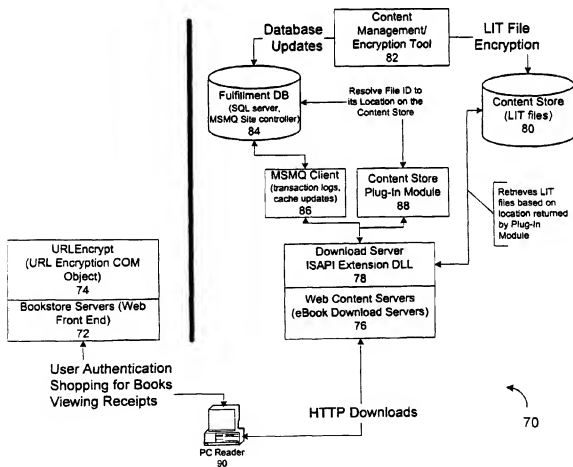 Database
Updates
Content
Management/
Encryption Tool
82
LIT File
Encryption
Fulfillment DB
(SQL server,
MSMQ Site controller)
84
Resolve File ID to
its Location on the
Content Store
Content Store
(LIT files)
80
MSMQ Client
(transaction logs,
cache updates)
86
Content Store
Plug-In Module
88
Retrieves LIT
files based on
location returned
by Plug-In
Module
URLEncrypt
(URL Encryption COM
Object)
74
Bookstore Servers (Web
Front End)
72
Download Server
ISAPI Extension DLL
78
Web Content Servers
(eBook Download Servers)
76
User Authentication
Shopping for Books
Viewing Receipts
HTTP Downloads
70
PC Reader
90